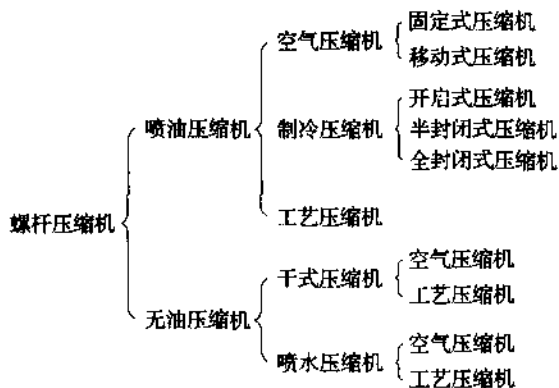 固定式压缩机
空气压缩机
移动式压缩机
开启式压缩机
喷油压缩机
制冷压缩机
半封闭式压缩机
全封闭式压缩机
工艺压缩机
螺杆压缩机
空气压缩机
干式压缩机
工艺压缩机
无油压缩机
空气压缩机
喷水压缩机
工艺压缩机